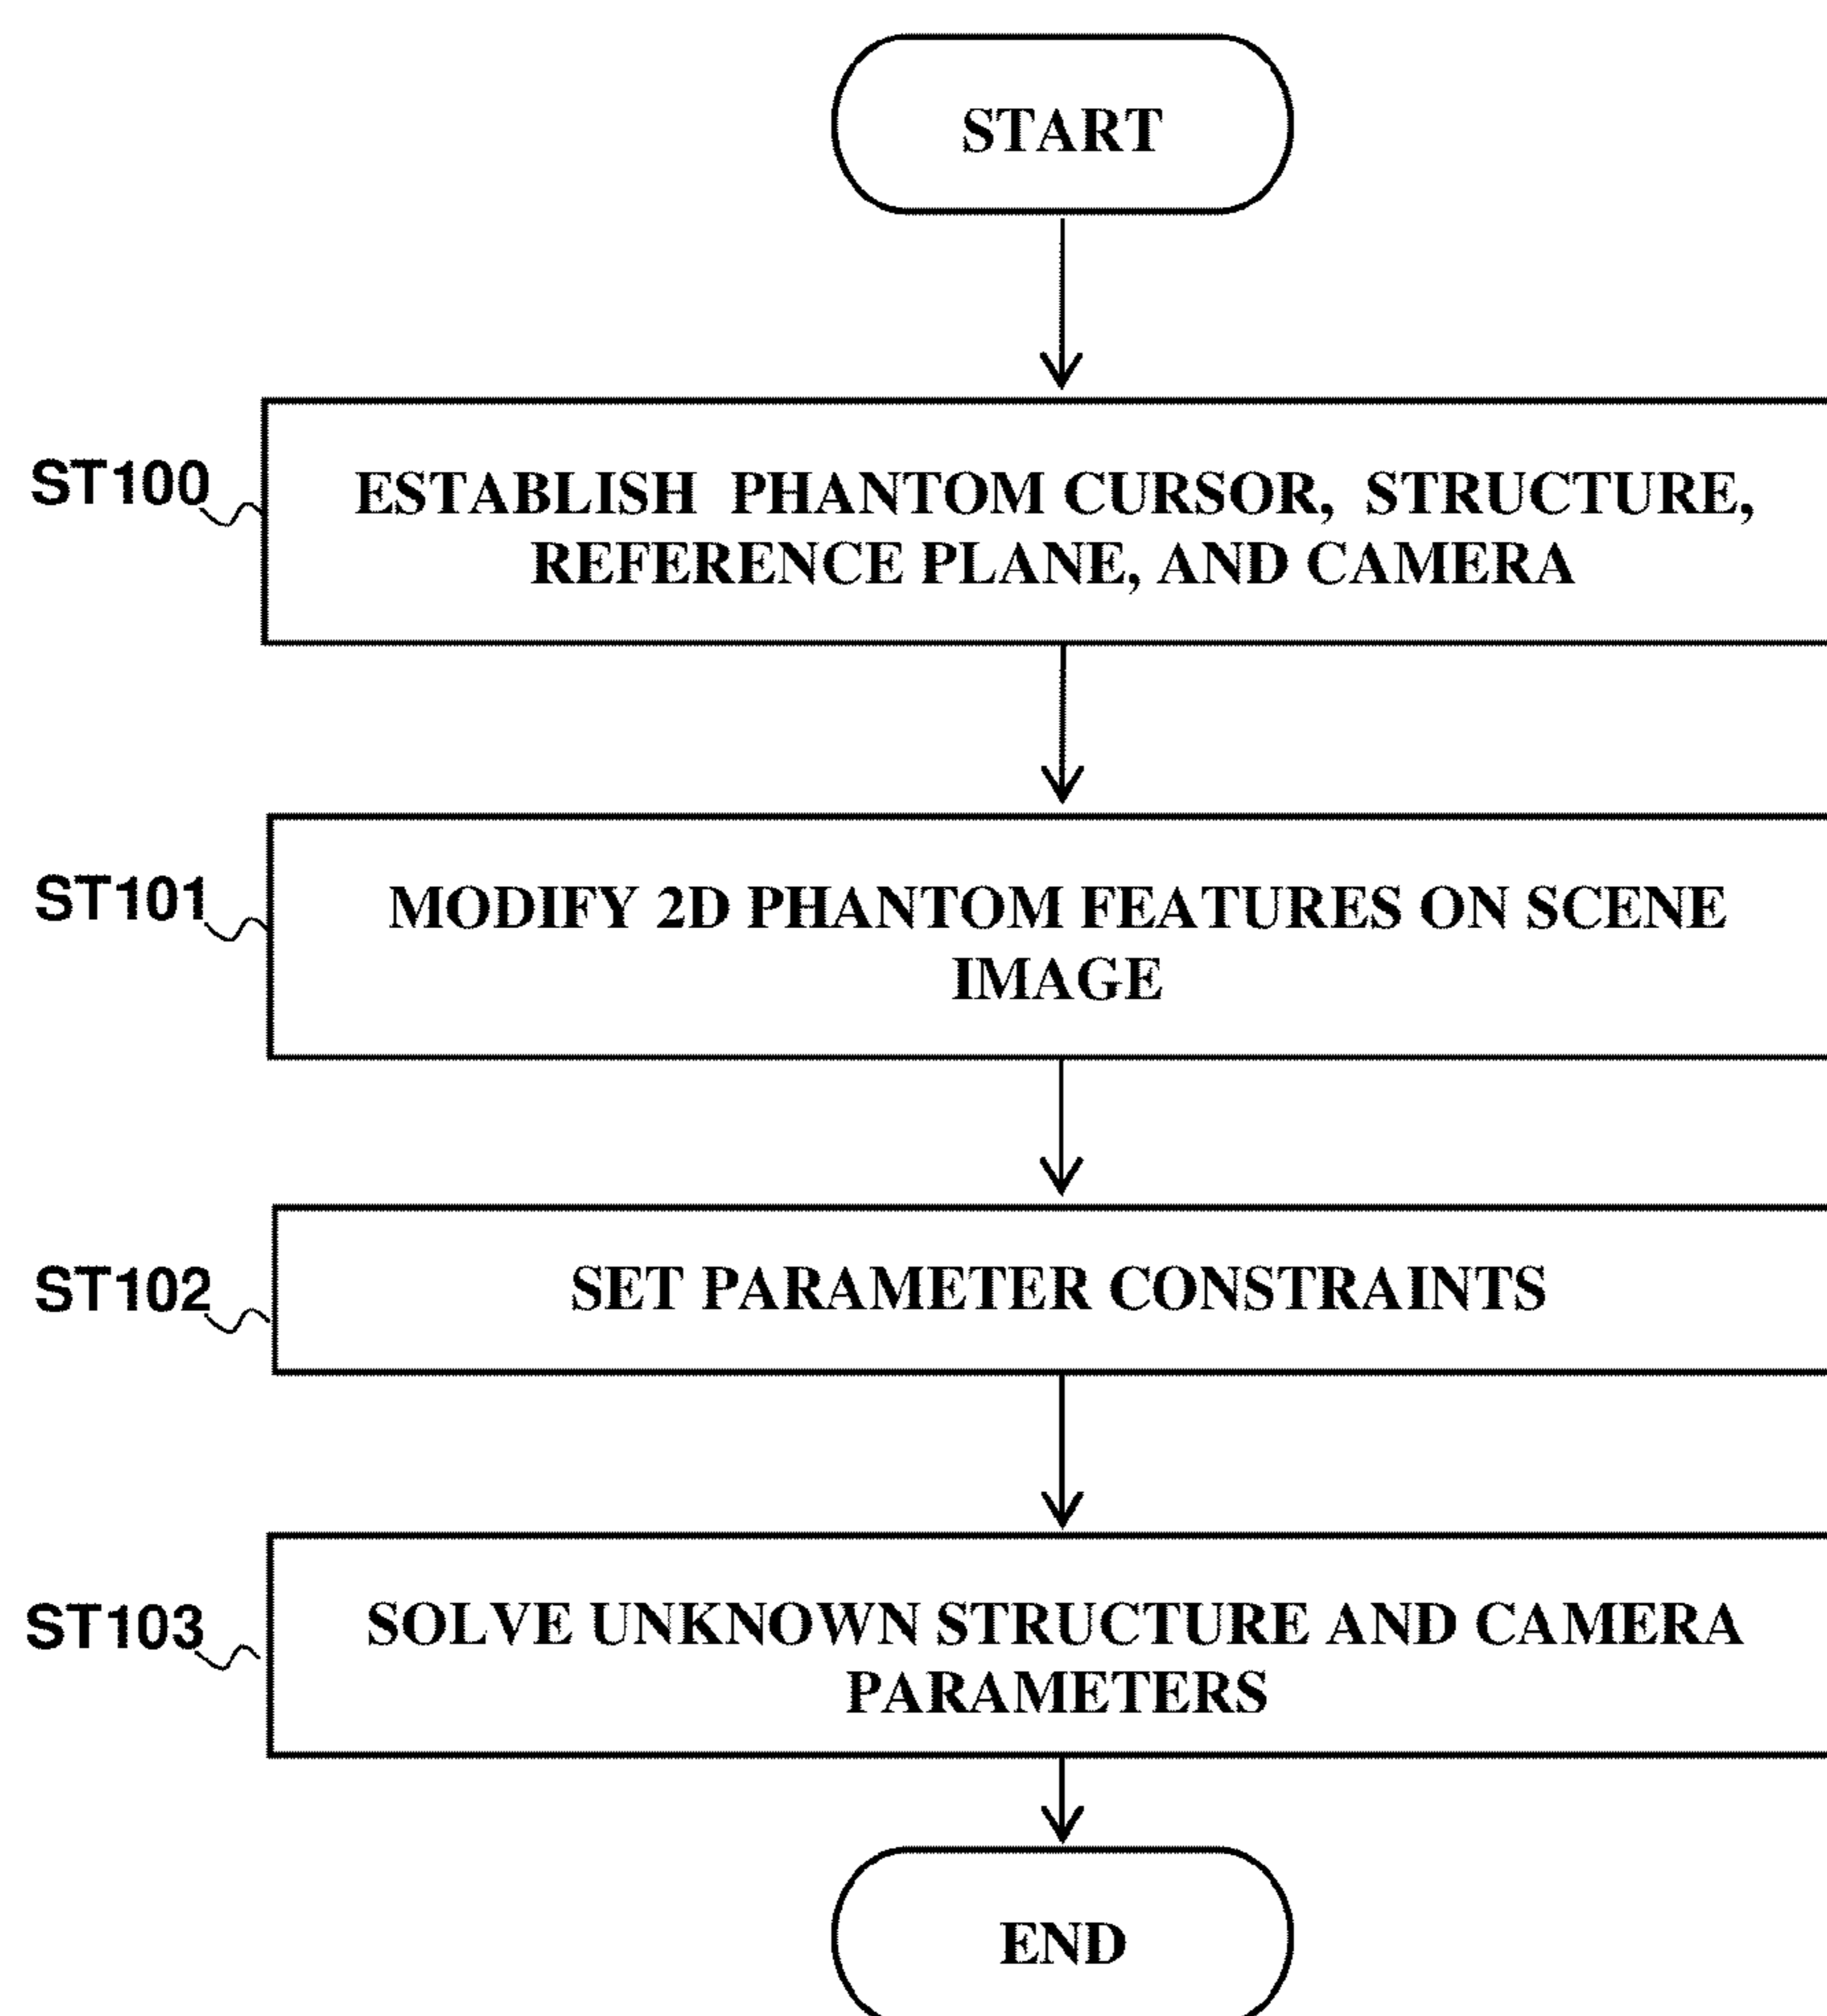 START
ST100
ESTABLISH PHANTOM CURSOR, STRUCTURE,
REFERENCE PLANE, AND CAMERA
ST101
MODIFY 2D PHANTOM FEATURES ON SCENE
IMAGE
ST102
SET PARAMETER CONSTRAINTS
ST103
SOLVE UNKNOWN STRUCTURE AND CAMERA
PARAMETERS
END